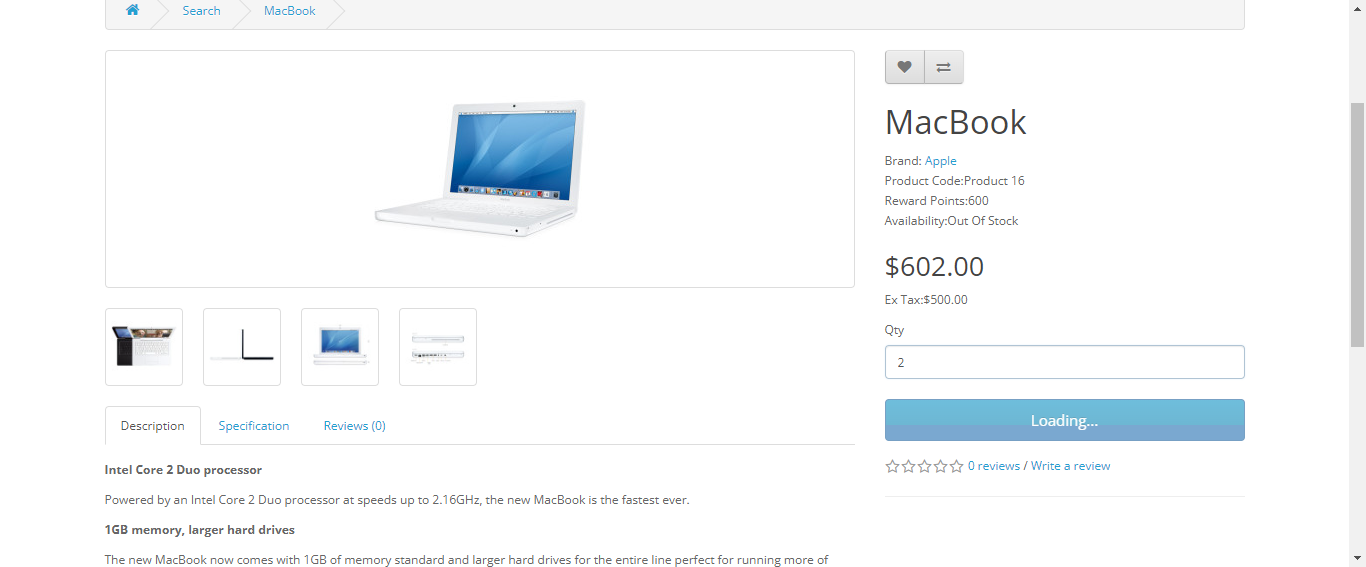 Search MacBook
MacBook
Brand: Apple
Product Code:Product 16
Reward Points:600
Availability:Out Of Stock
$602.00
Ex Tax:$500.00
Qty
2
Loading...
0 reviews / Write a review
Description Specification Reviews (0)
Intel Core 2 Duo processor
Powered by an Intel Core 2 Duo processor at speeds up to 2.16GHz, the new MacBook is the fastest ever.
1GB memory, larger hard drives
The new MacBook now comes with 1GB of memory standard and larger hard drives for the entire line perfect for running more of